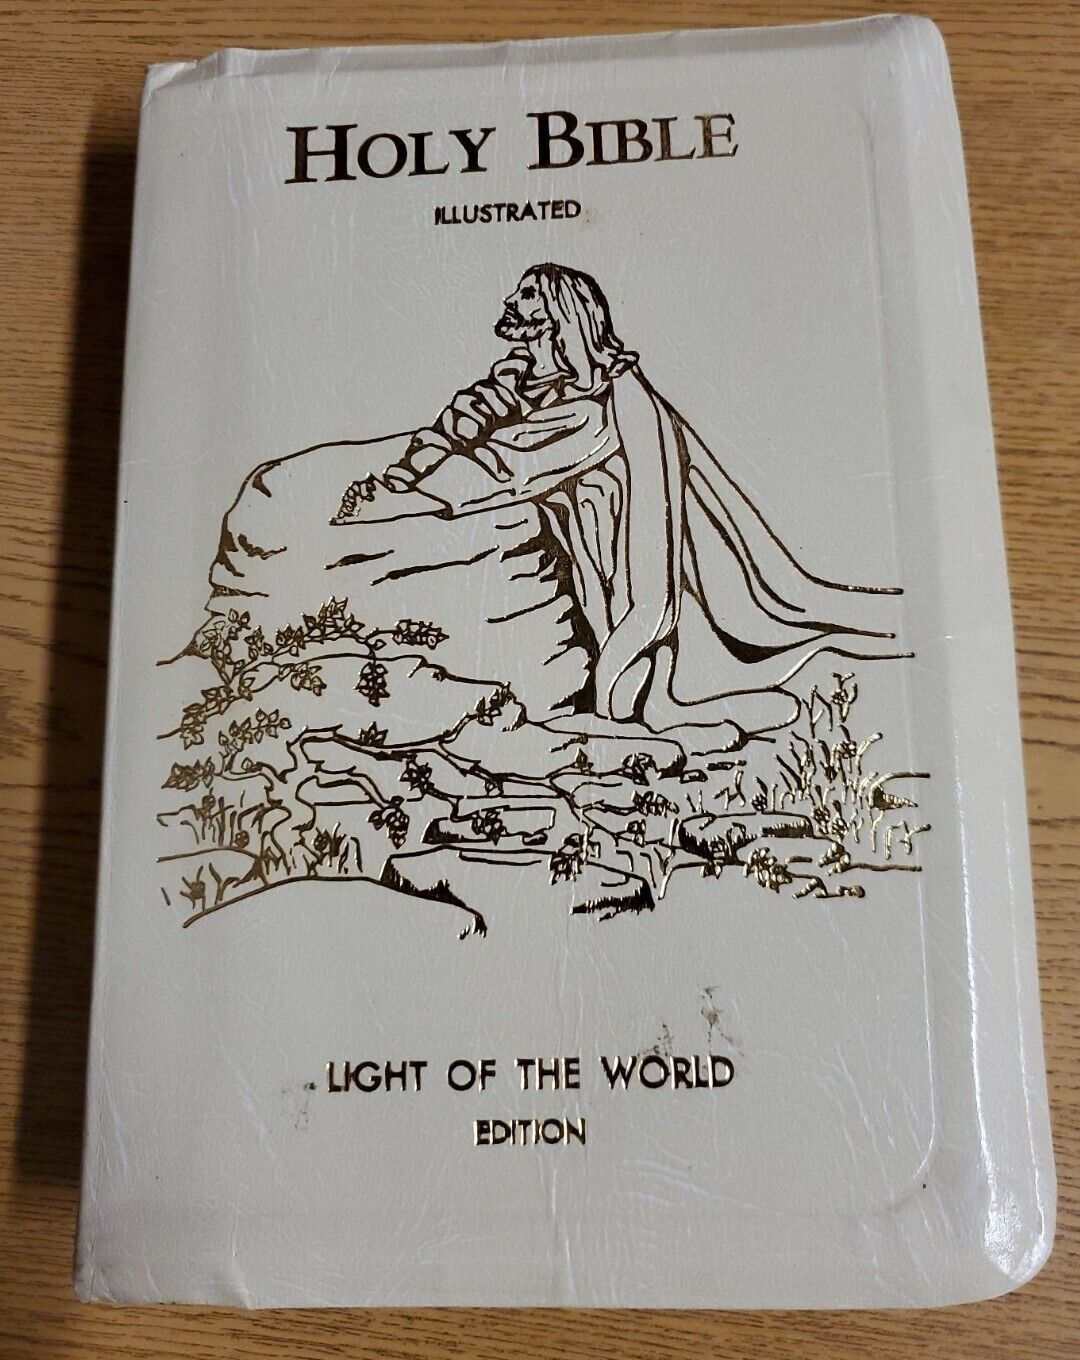 HOLY BIBLE
ILLUSTRATED
LIGHT OF THE WORLD
EDITION